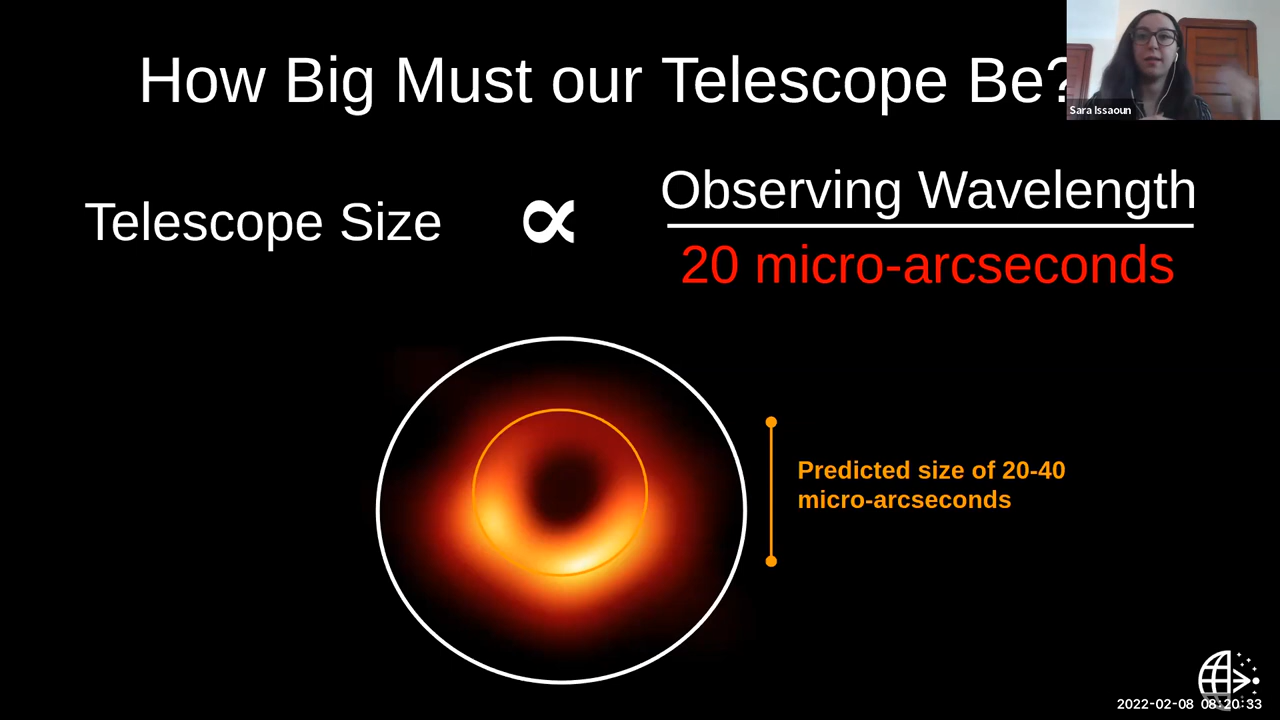 How Big Must our Telescope Be?
Sara Issaoun
Telescope Size ∝ Observing Wavelength
20 micro-arcseconds
Predicted size of 20-40
micro-arcseconds
2022-02-08 08:20:33